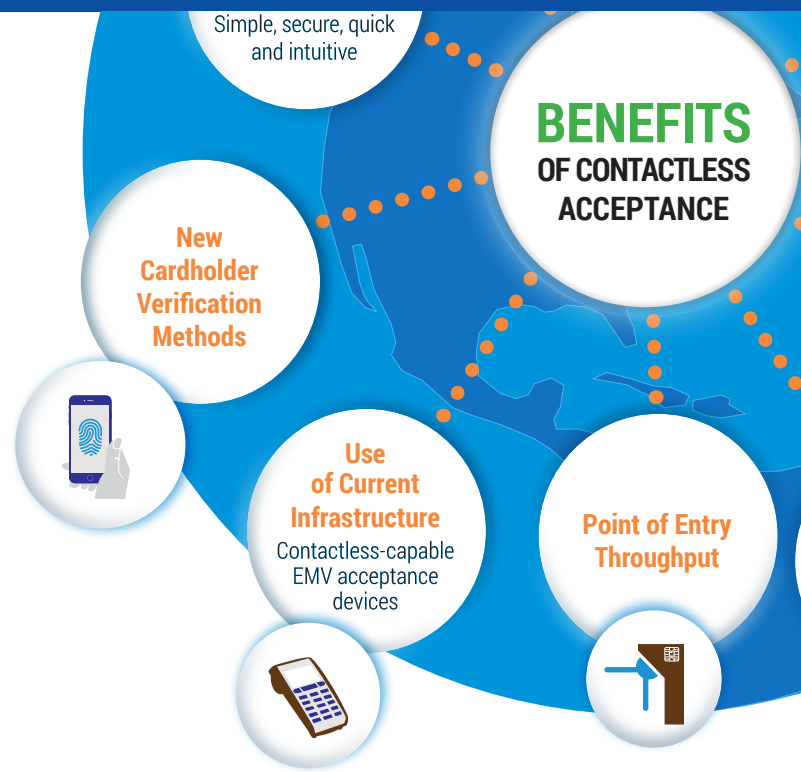 Simple, secure, quick
and intuitive
BENEFITS
OF CONTACTLESS
ACCEPTANCE
New
Cardholder
Verification
Methods
Use
of Current
Infrastructure
Contactless-capable
EMV acceptance
devices
Point of Entry
Throughput